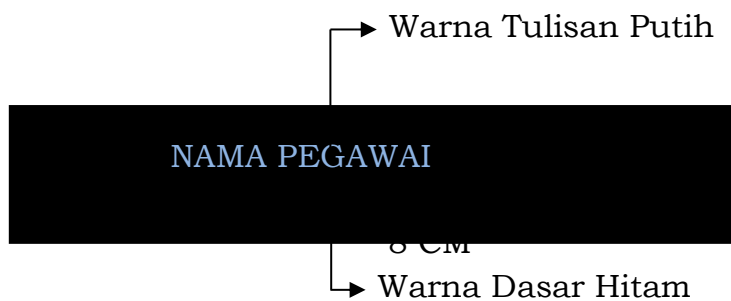 Warna Tulisan Putih
NAMA PEGAWAI
8 CM
Warna Dasar Hitam